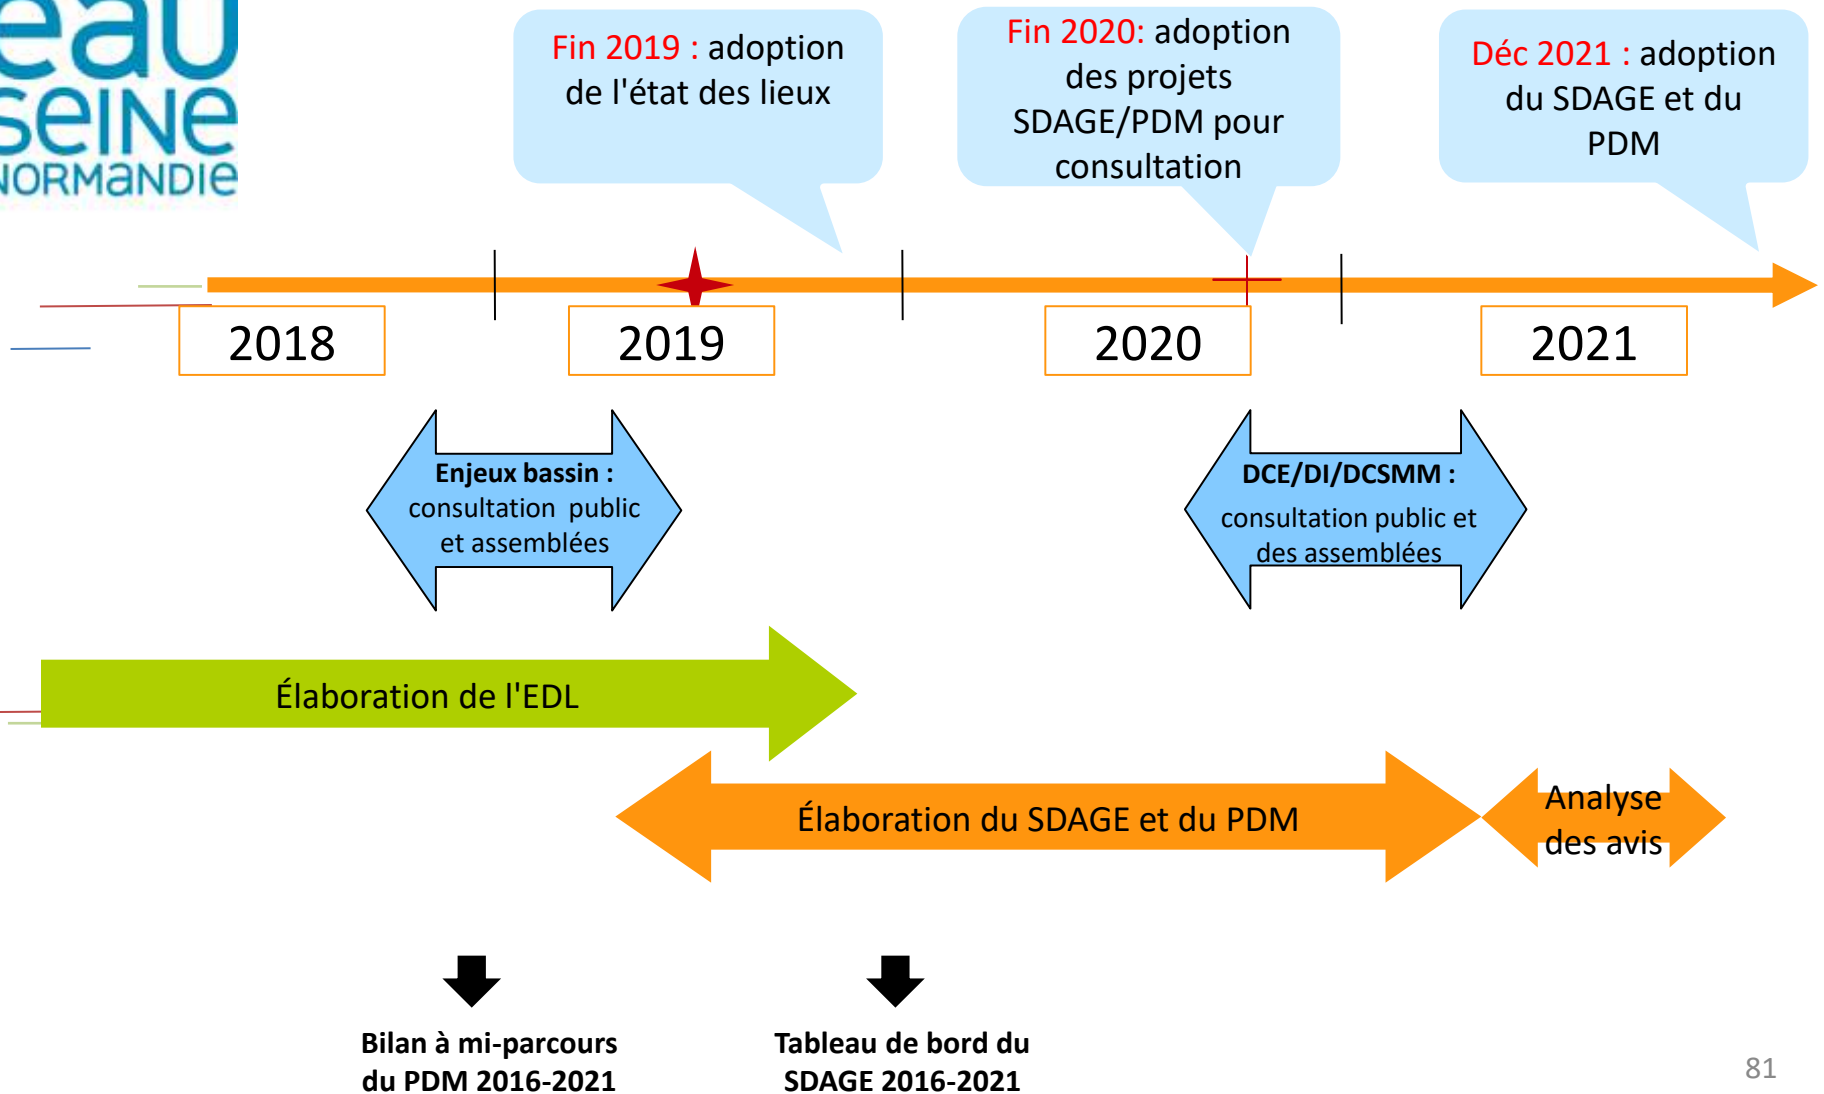 eau
seine
NORMANDIE
Fin 2019 : adoption
de l'état des lieux
Fin 2020: adoption
des projets
SDAGE/PDM pour
consultation
Déc 2021 : adoption
du SDAGE et du
PDM
2018
2019
2020
2021
Enjeux bassin :
consultation public
et assemblées
DCE/DI/DCSMM :
consultation public et
des assemblées
Élaboration de l'EDL
Élaboration du SDAGE et du PDM
Analyse
des avis
Bilan à mi-parcours
du PDM 2016-2021
Tableau de bord du
SDAGE 2016-2021
81